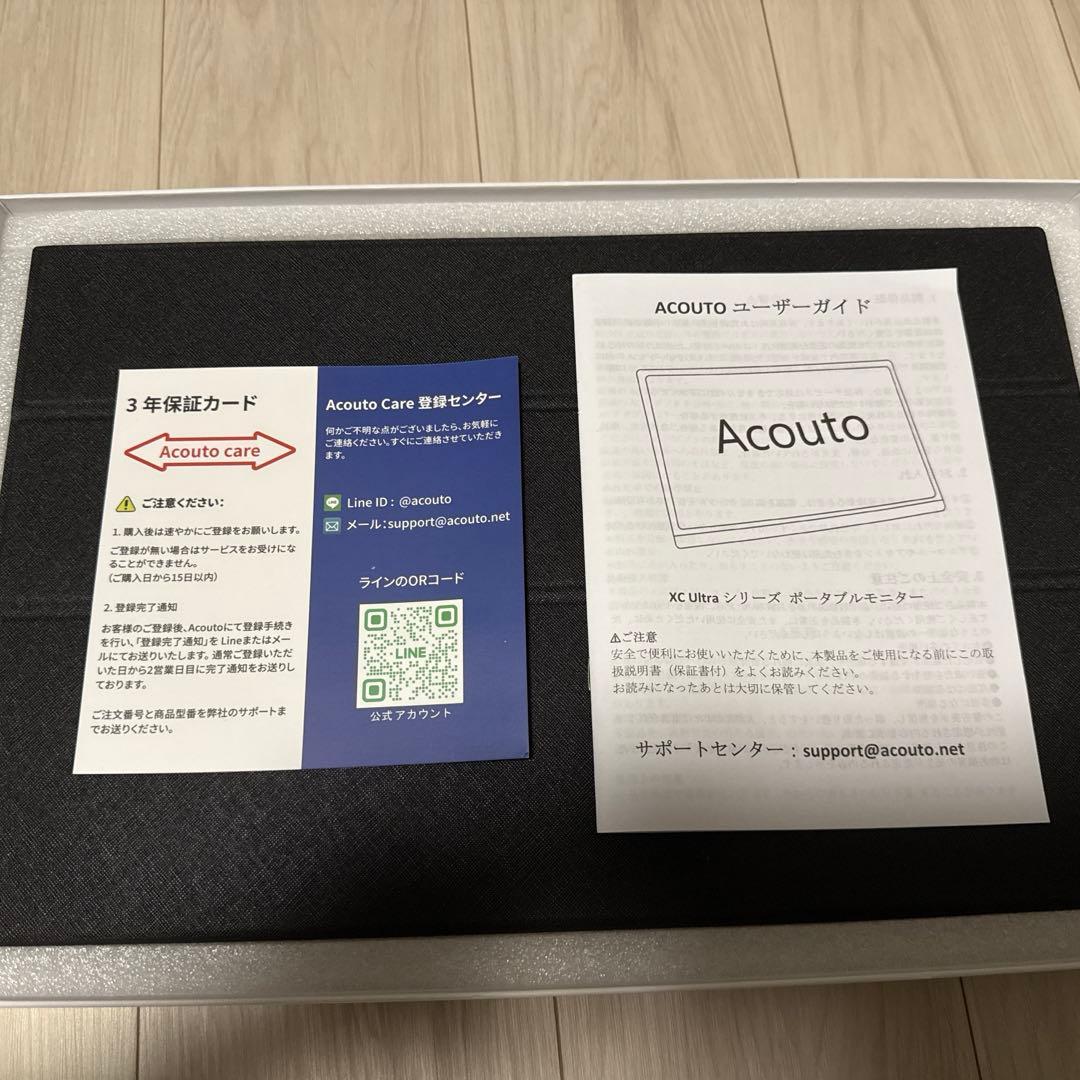 3年保証カード
Acouto care
ご注意ください：
1. 購入後は速やかにご登録をお願いします。
ご登録が無い場合はサービスをお受けにな
ることができません。
（ご購入日から15日以内）
2. 登録完了通知
お客様のご登録後、Acoutoにて登録手続き
を行い、「登録完了通知」を Lineまたはメー
ルにてお送りいたします。通常ご登録いただ
いた日から2営業日目に完了通知をお送りし
ております。
ご注文番号と商品型番を弊社のサポートま
でお送りください。
Acouto Care 登録センター
何かご不明な点がございましたら、お気軽に
ご連絡ください。すぐにご連絡させていただき
ます。
Line ID： @acouto
メール：support@acouto.net
ラインのORコード
LINE
公式アカウント
ACOUTO ユーザーガイド
Acouto
XC Ultra シリーズ ポータブルモニター
⚠ご注意
安全で便利にお使いいただくために、本製品をご使用になる前にこの取
扱説明書（保証書付）をよくお読みください。
お読みになったあとは大切に保管してください。
サポートセンター：support@acouto.net